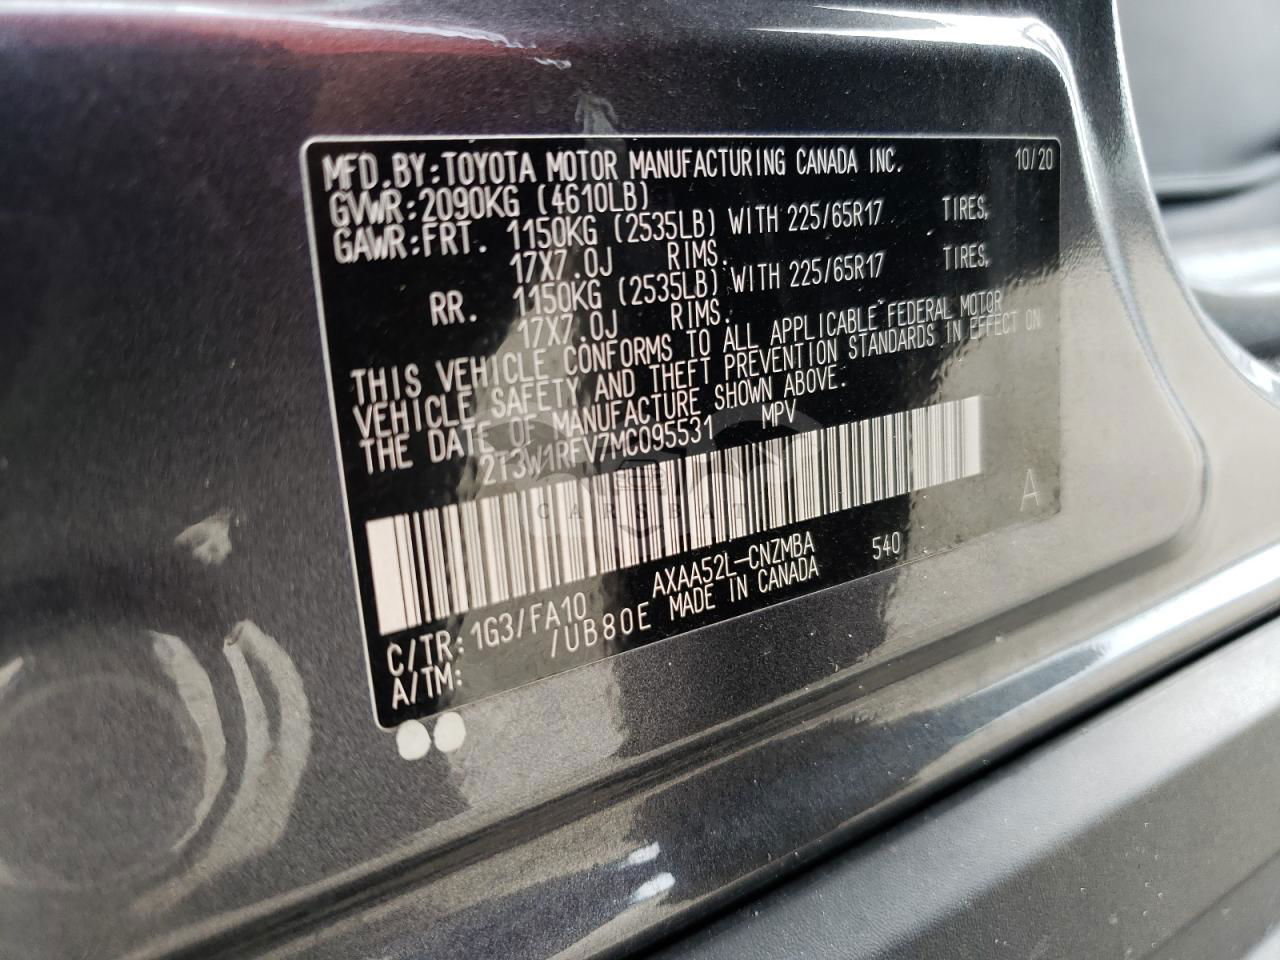 MFD.BY:TOYOTA MOTOR MANUFACTURING CANADA INC. 10/20
GVWR:2090KG (4610LB)
GAWR:FRT. 1150KG (2535LB) WITH 225/65R17 TIRES,
17X7.0J RIMS.
RR. 1150KG (2535LB) WITH 225/65R17 TIRES,
17X7.0J RIMS.
THIS VEHICLE CONFORMS TO ALL APPLICABLE FEDERAL MOTOR
VEHICLE SAFETY AND THEFT PREVENTION STANDARDS IN EFFECT ON
THE DATE OF MANUFACTURE SHOWN ABOVE.
2T3W1RFV7MC095531 MPV
CARSBAT
A
AXAA52L-CNZMBA 540
C/TR:1G3/FA10 MADE IN CANADA
A/TM: /UB80E